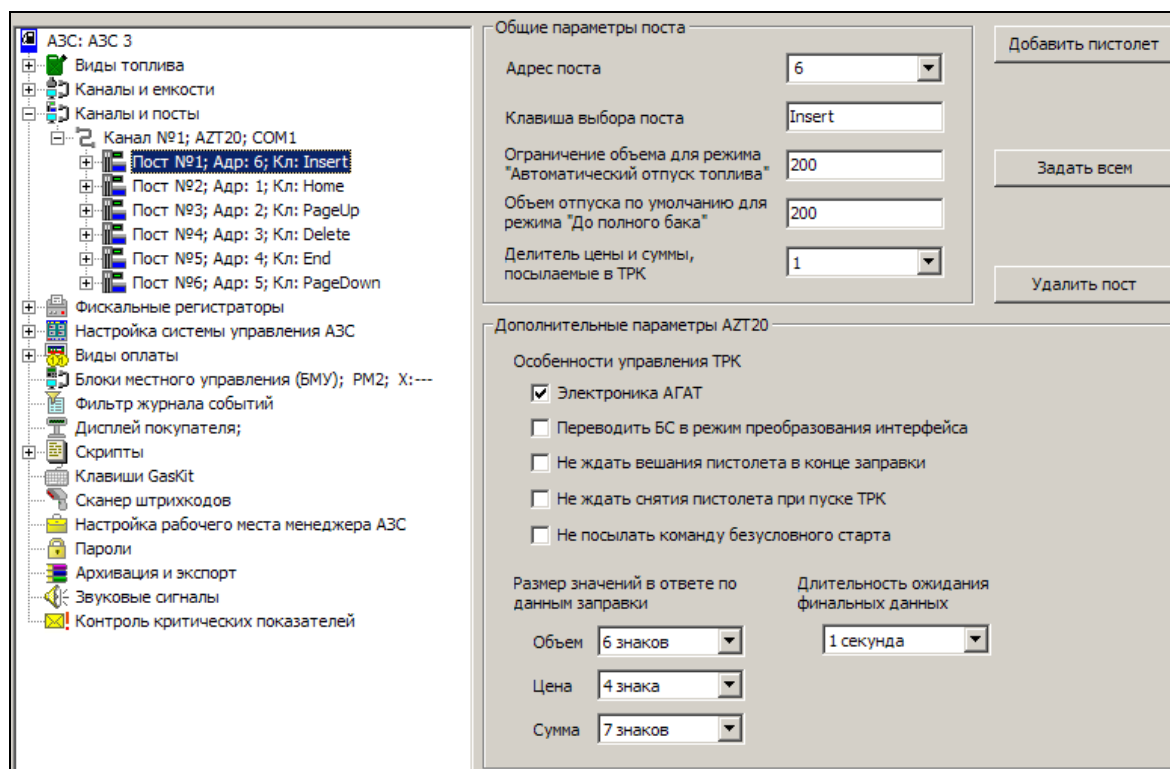 АЗС: АЗС 3
Виды топлива
Каналы и емкости
Каналы и посты
Канал №1; AZT20; COM1
Пост №1; Адр: 6; Кл: Insert
Пост №2; Адр: 1; Кл: Home
Пост №3; Адр: 2; Кл: PageUp
Пост №4; Адр: 3; Кл: Delete
Пост №5; Адр: 4; Кл: End
Пост №6; Адр: 5; Кл: PageDown
Фискальные регистраторы
Настройка системы управления АЗС
Виды оплаты
Блоки местного управления (БМУ); РМ2; X:---
Фильтр журнала событий
Дисплей покупателя;
Скрипты
Клавиши GasKit
Сканер штрихкодов
Настройка рабочего места менеджера АЗС
Пароли
Архивация и экспорт
Звуковые сигналы
Контроль критических показателей
Общие параметры поста
Адрес поста
6
Клавиша выбора поста
Insert
Ограничение объема для режима
"Автоматический отпуск топлива"
200
Объем отпуска по умолчанию для
режима "До полного бака"
200
Делитель цены и суммы,
посылаемые в ТРК
1
Добавить пистолет
Задать всем
Удалить пост
Дополнительные параметры AZT20
Особенности управления ТРК
Электроника АГАТ
Переводить БС в режим преобразования интерфейса
Не ждать вешания пистолета в конце заправки
Не ждать снятия пистолета при пуске ТРК
Не посылать команду безусловного старта
Размер значений в ответе по
данным заправки
Объем 6 знаков
Цена 4 знака
Сумма 7 знаков
Длительность ожидания
финальных данных
1 секунда